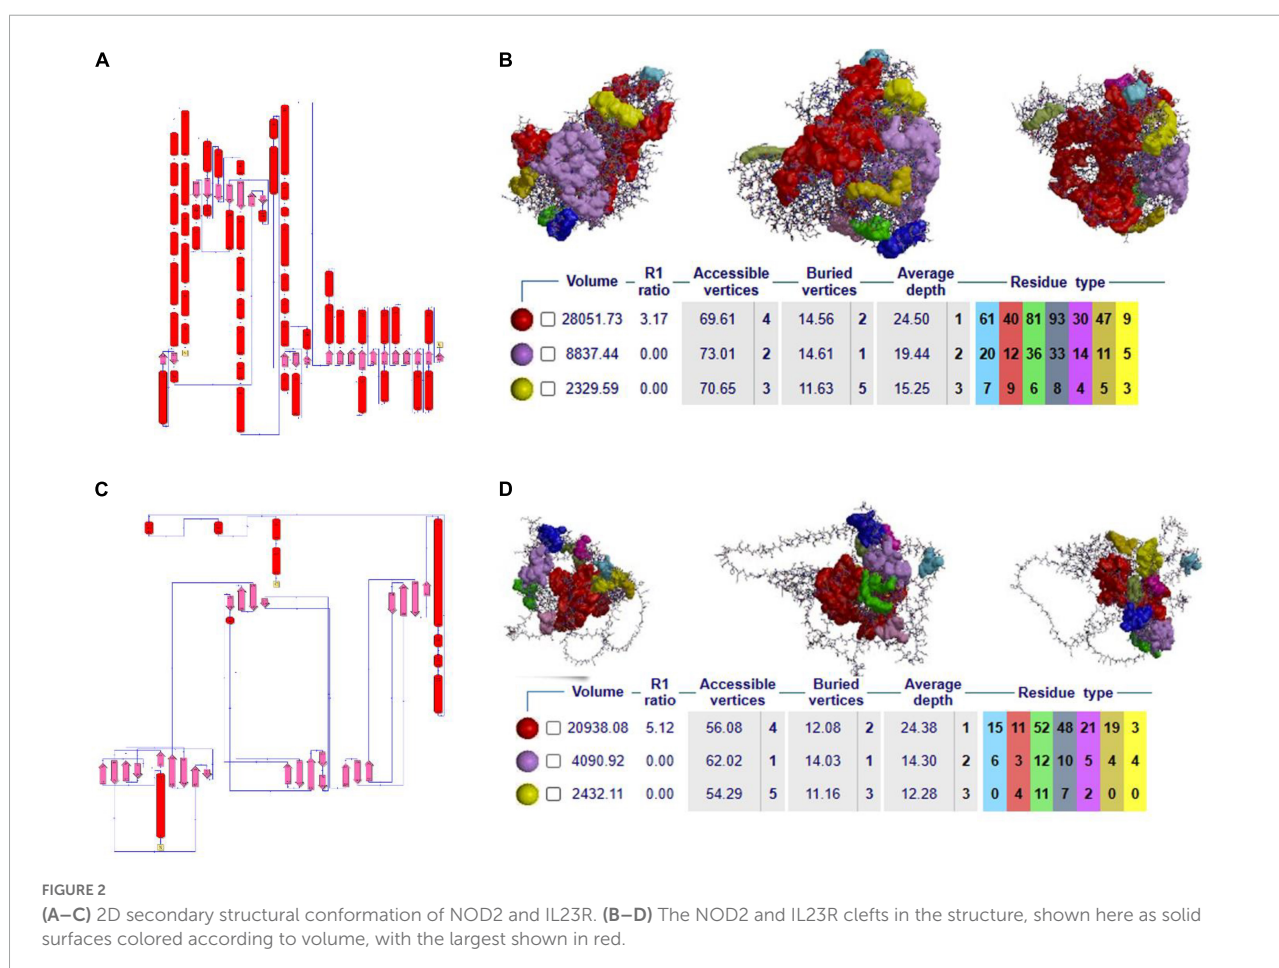 A
B
Volume R1 ratio Accessible vertices Buried vertices Average depth Residue type
28051.73 3.17 69.61 4 14.56 2 24.50 1 61 40 81 93 30 47 9
8837.44 0.00 73.01 2 14.61 1 19.44 2 20 12 36 33 14 11 5
2329.59 0.00 70.65 3 11.63 5 15.25 3 7 9 6 8 4 5 3
C
D
Volume R1 ratio Accessible vertices Buried vertices Average depth Residue type
20938.08 5.12 56.08 4 12.08 2 24.38 1 15 11 52 48 21 19 3
4090.92 0.00 62.02 1 14.03 1 14.30 2 6 3 12 10 5 4 4
2432.11 0.00 54.29 5 11.16 3 12.28 3 0 4 11 7 2 0 0
FIGURE 2
(A–C) 2D secondary structural conformation of NOD2 and IL23R. (B–D) The NOD2 and IL23R clefts in the structure, shown here as solid
surfaces colored according to volume, with the largest shown in red.